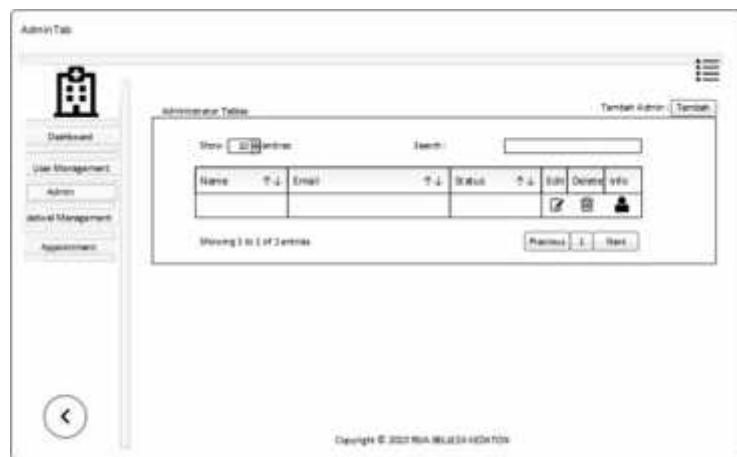 Admin Tab
Administrator Tables
Tambah Admin : Tambah
Dashboard
User Management
Admin
Management
Appointment
Show 10 entries
Search :
Name Email Status Edit Delete Info
Showing 1 to 1 of 1 entries
Previous 1 Next
Copyright ©